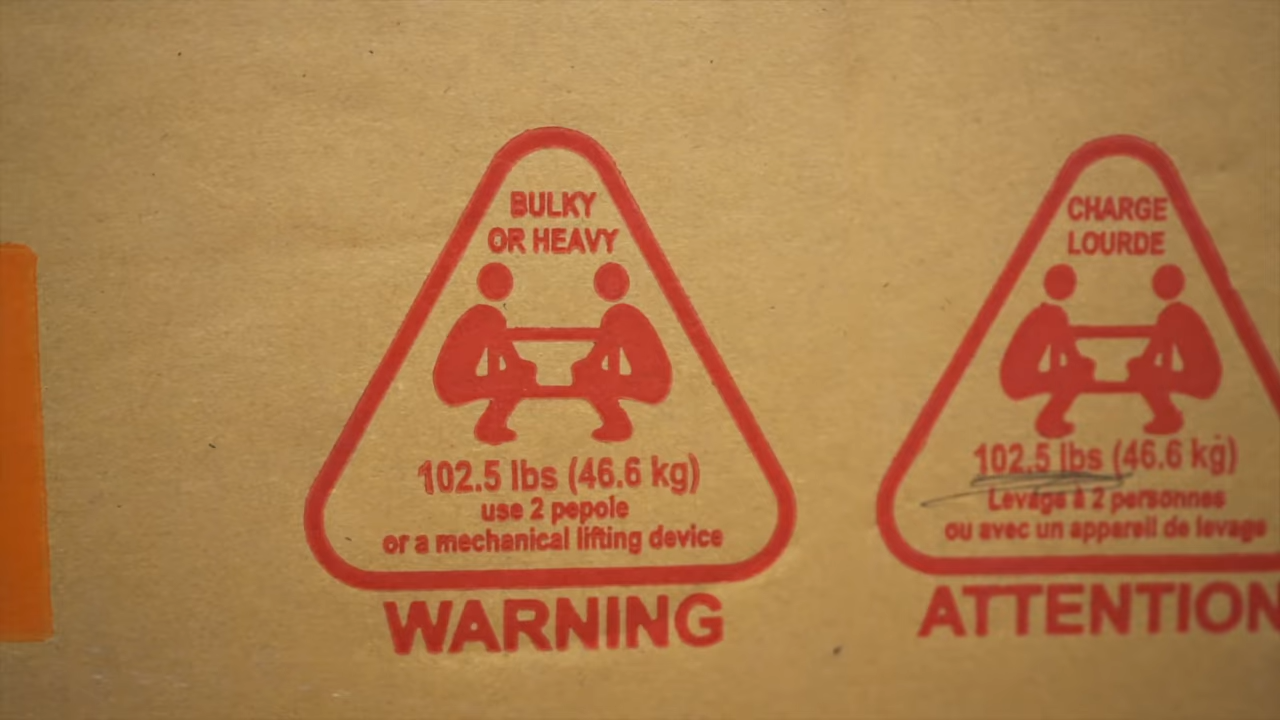 BULKY
OR HEAVY
102.5 lbs (46.6 kg)
use 2 pepole
or a mechanical lifting device
WARNING
CHARGE
LOURDE
102.5 lbs (46.6 kg)
Levage à 2 personnes
ou avec un appareil de levage
ATTENTION